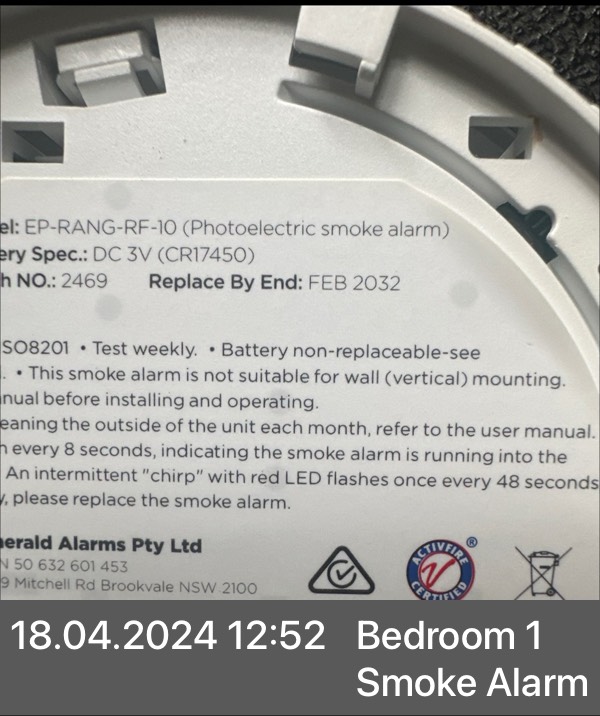 el: EP-RANG-RF-10 (Photoelectric smoke alarm)
ery Spec.: DC 3V (CR17450)
h NO.: 2469 Replace By End: FEB 2032
SO8201 • Test weekly. • Battery non-replaceable-see
. • This smoke alarm is not suitable for wall (vertical) mounting.
nual before installing and operating.
eaning the outside of the unit each month, refer to the user manual.
n every 8 seconds, indicating the smoke alarm is running into the
An intermittent "chirp" with red LED flashes once every 48 seconds
y, please replace the smoke alarm.
erald Alarms Pty Ltd
N 50 632 601 453
9 Mitchell Rd Brookvale NSW 2100
ACTIVFIRE ®
CERTIFIED
18.04.2024 12:52 Bedroom 1
Smoke Alarm